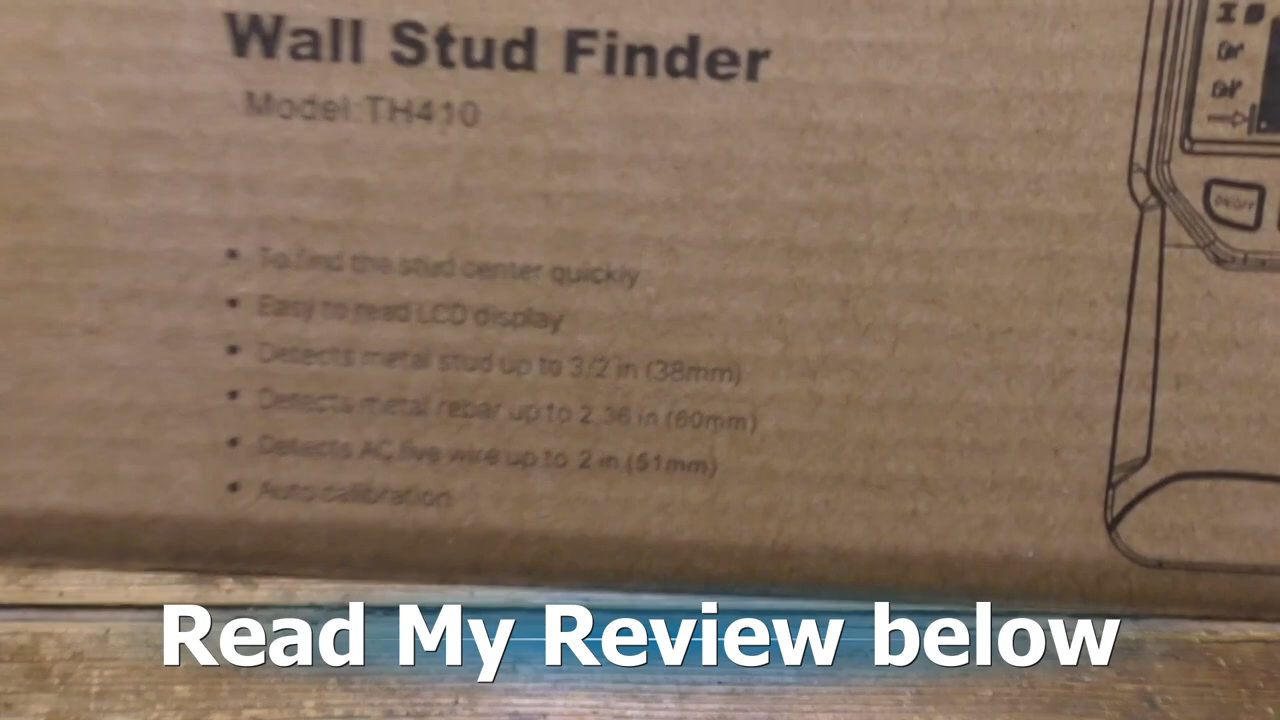 Wall Stud Finder
Model:TH410
• To find the stud center quickly
• Easy to read LCD display
• Detects metal stud up to 3/2 in (38mm)
• Detects metal rebar up to 2.36 in (60mm)
• Detects AC live wire up to 2 in (51mm)
• Auto calibration
ON/OFF
Read My Review below